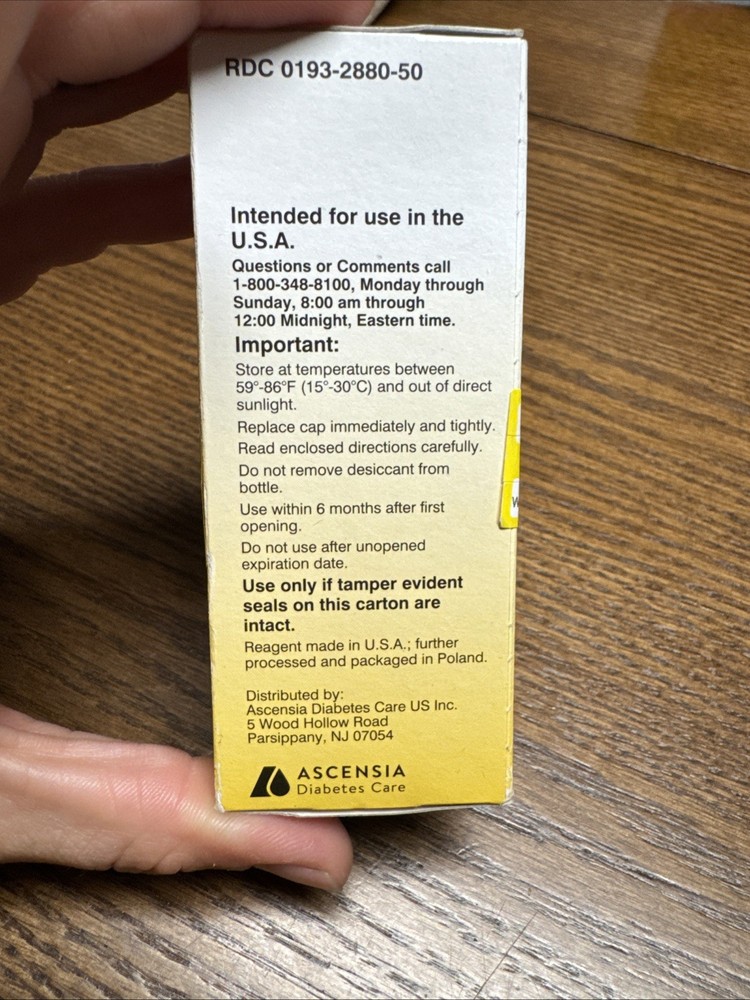 RDC 0193-2880-50
Intended for use in the
U.S.A.
Questions or Comments call
1-800-348-8100, Monday through
Sunday, 8:00 am through
12:00 Midnight, Eastern time.
Important:
Store at temperatures between
59°-86°F (15°-30°C) and out of direct
sunlight.
Replace cap immediately and tightly.
Read enclosed directions carefully.
Do not remove desiccant from
bottle.
Use within 6 months after first
opening.
Do not use after unopened
expiration date.
Use only if tamper evident
seals on this carton are
intact.
Reagent made in U.S.A.; further
processed and packaged in Poland.
Distributed by:
Ascensia Diabetes Care US Inc.
5 Wood Hollow Road
Parsippany, NJ 07054
ASCENSIA
Diabetes Care